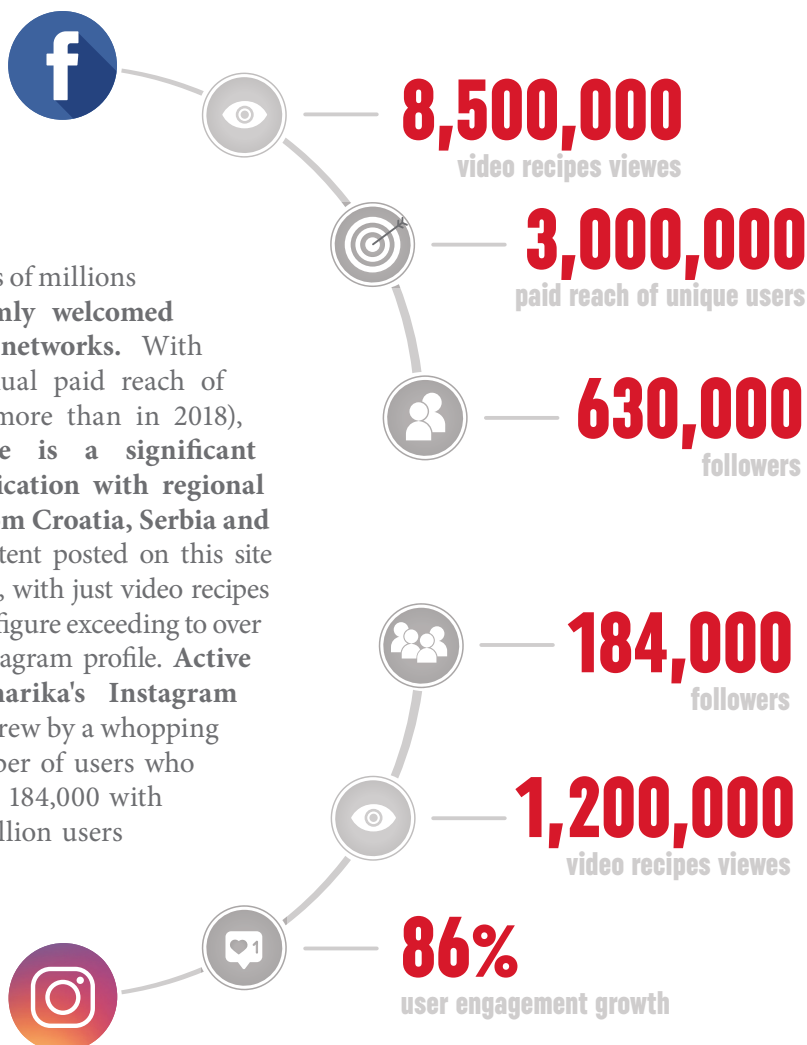 f
8,500,000
video recipes viewes
3,000,000
paid reach of unique users
630,000
followers
s of millions
mly welcomed
networks. With
ual paid reach of
more than in 2018),
e is a significant
ication with regional
m Croatia, Serbia and
tent posted on this site
, with just video recipes
figure exceeding to over
agram profile. Active
narika's Instagram
rew by a whopping
ber of users who
184,000 with
llion users
184,000
followers
1,200,000
video recipes viewes
1
86%
user engagement growth